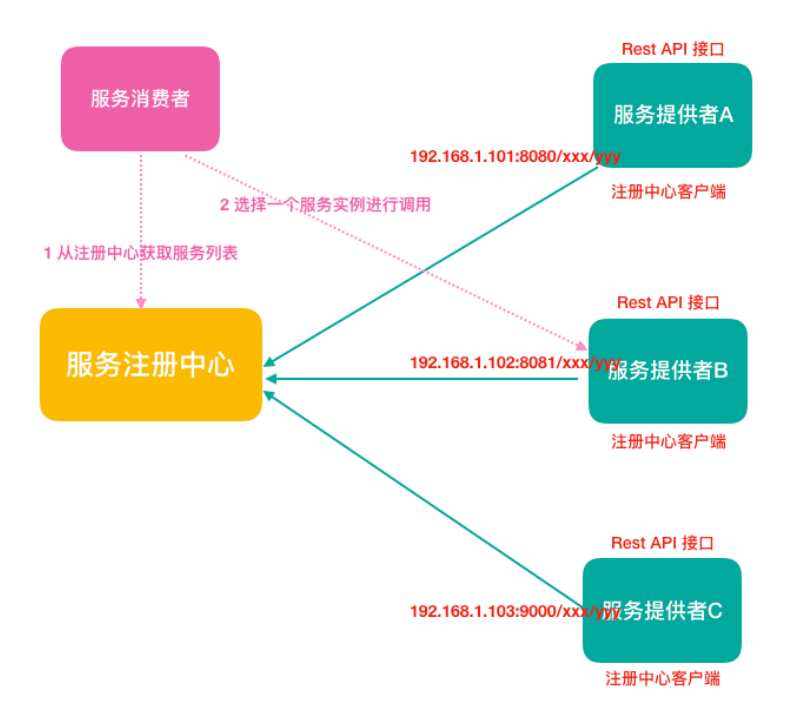 Rest API 接口
服务消费者
服务提供者A
192.168.1.101:8080/xxx/yyy
注册中心客户端
2 选择一个服务实例进行调用
1 从注册中心获取服务列表
Rest API 接口
服务注册中心
192.168.1.102:8081/xxx/yyy
服务提供者B
注册中心客户端
Rest API 接口
192.168.1.103:9000/xxx/yyy
服务提供者C
注册中心客户端